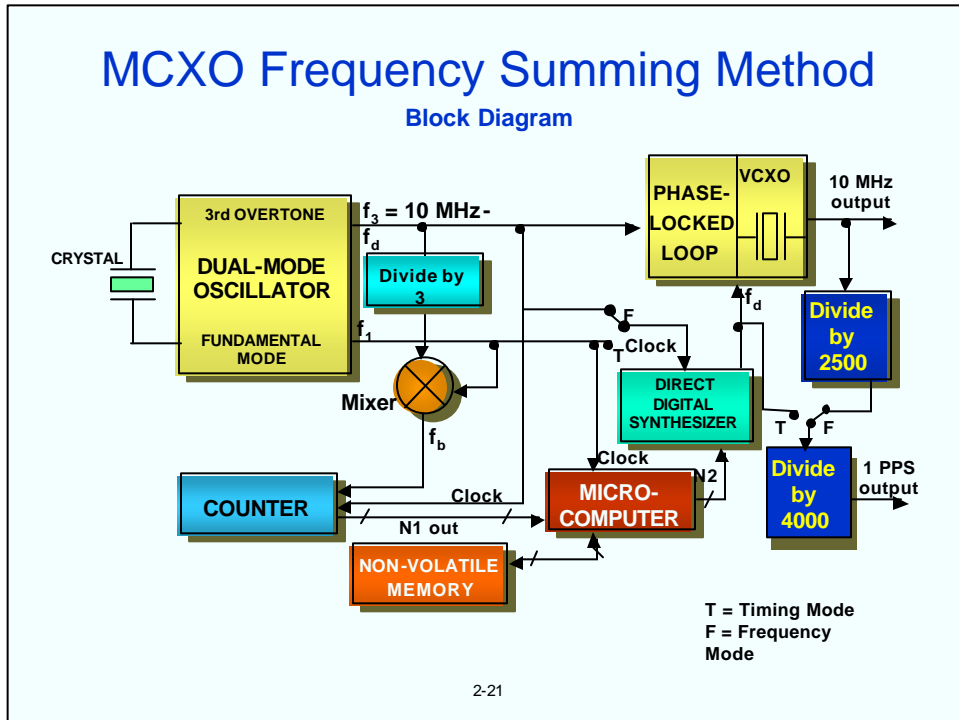 MCXO Frequency Summing Method
Block Diagram
CRYSTAL
3rd OVERTONE
DUAL-MODE
OSCILLATOR
FUNDAMENTAL
MODE
f3 = 10 MHz-
fd
Divide by
3
f1
Mixer
fb
PHASE-
LOCKED
LOOP
VCXO
10 MHz
output
fd
F
T
Clock
DIRECT
DIGITAL
SYNTHESIZER
Divide
by
2500
T
F
Divide
by
4000
1 PPS
output
COUNTER
Clock
N1 out
Clock
N2
MICRO-
COMPUTER
NON-VOLATILE
MEMORY
T = Timing Mode
F = Frequency
Mode
2-21